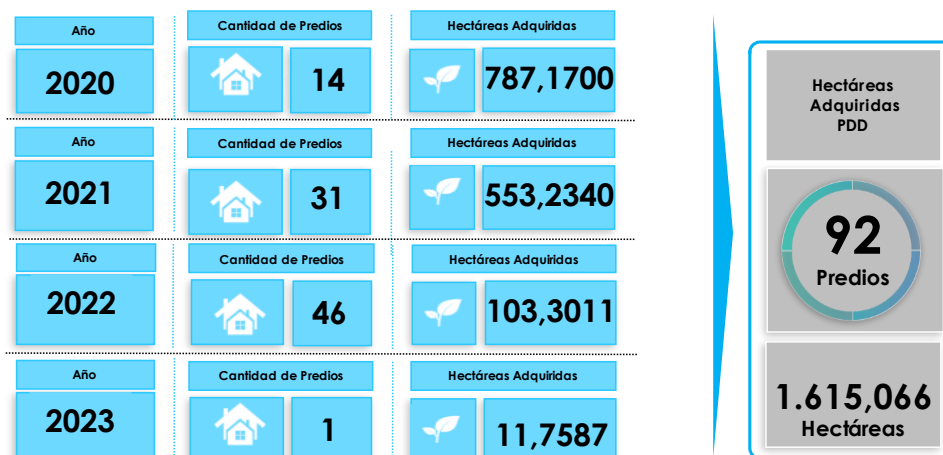 Año
Cantidad de Predios
Hectáreas Adquiridas
2020
14
787,1700
Año
Cantidad de Predios
Hectáreas Adquiridas
2021
31
553,2340
Año
Cantidad de Predios
Hectáreas Adquiridas
2022
46
103,3011
Año
Cantidad de Predios
Hectáreas Adquiridas
2023
1
11,7587
Hectáreas
Adquiridas
PDD
92
Predios
1.615,066
Hectáreas